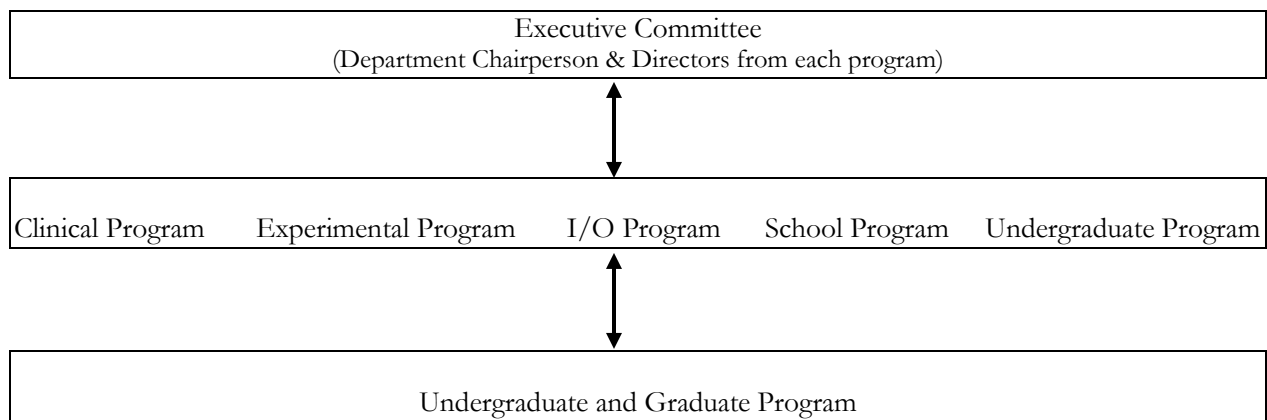 Executive Committee
(Department Chairperson & Directors from each program)
Clinical Program Experimental Program I/O Program School Program Undergraduate Program
Undergraduate and Graduate Program